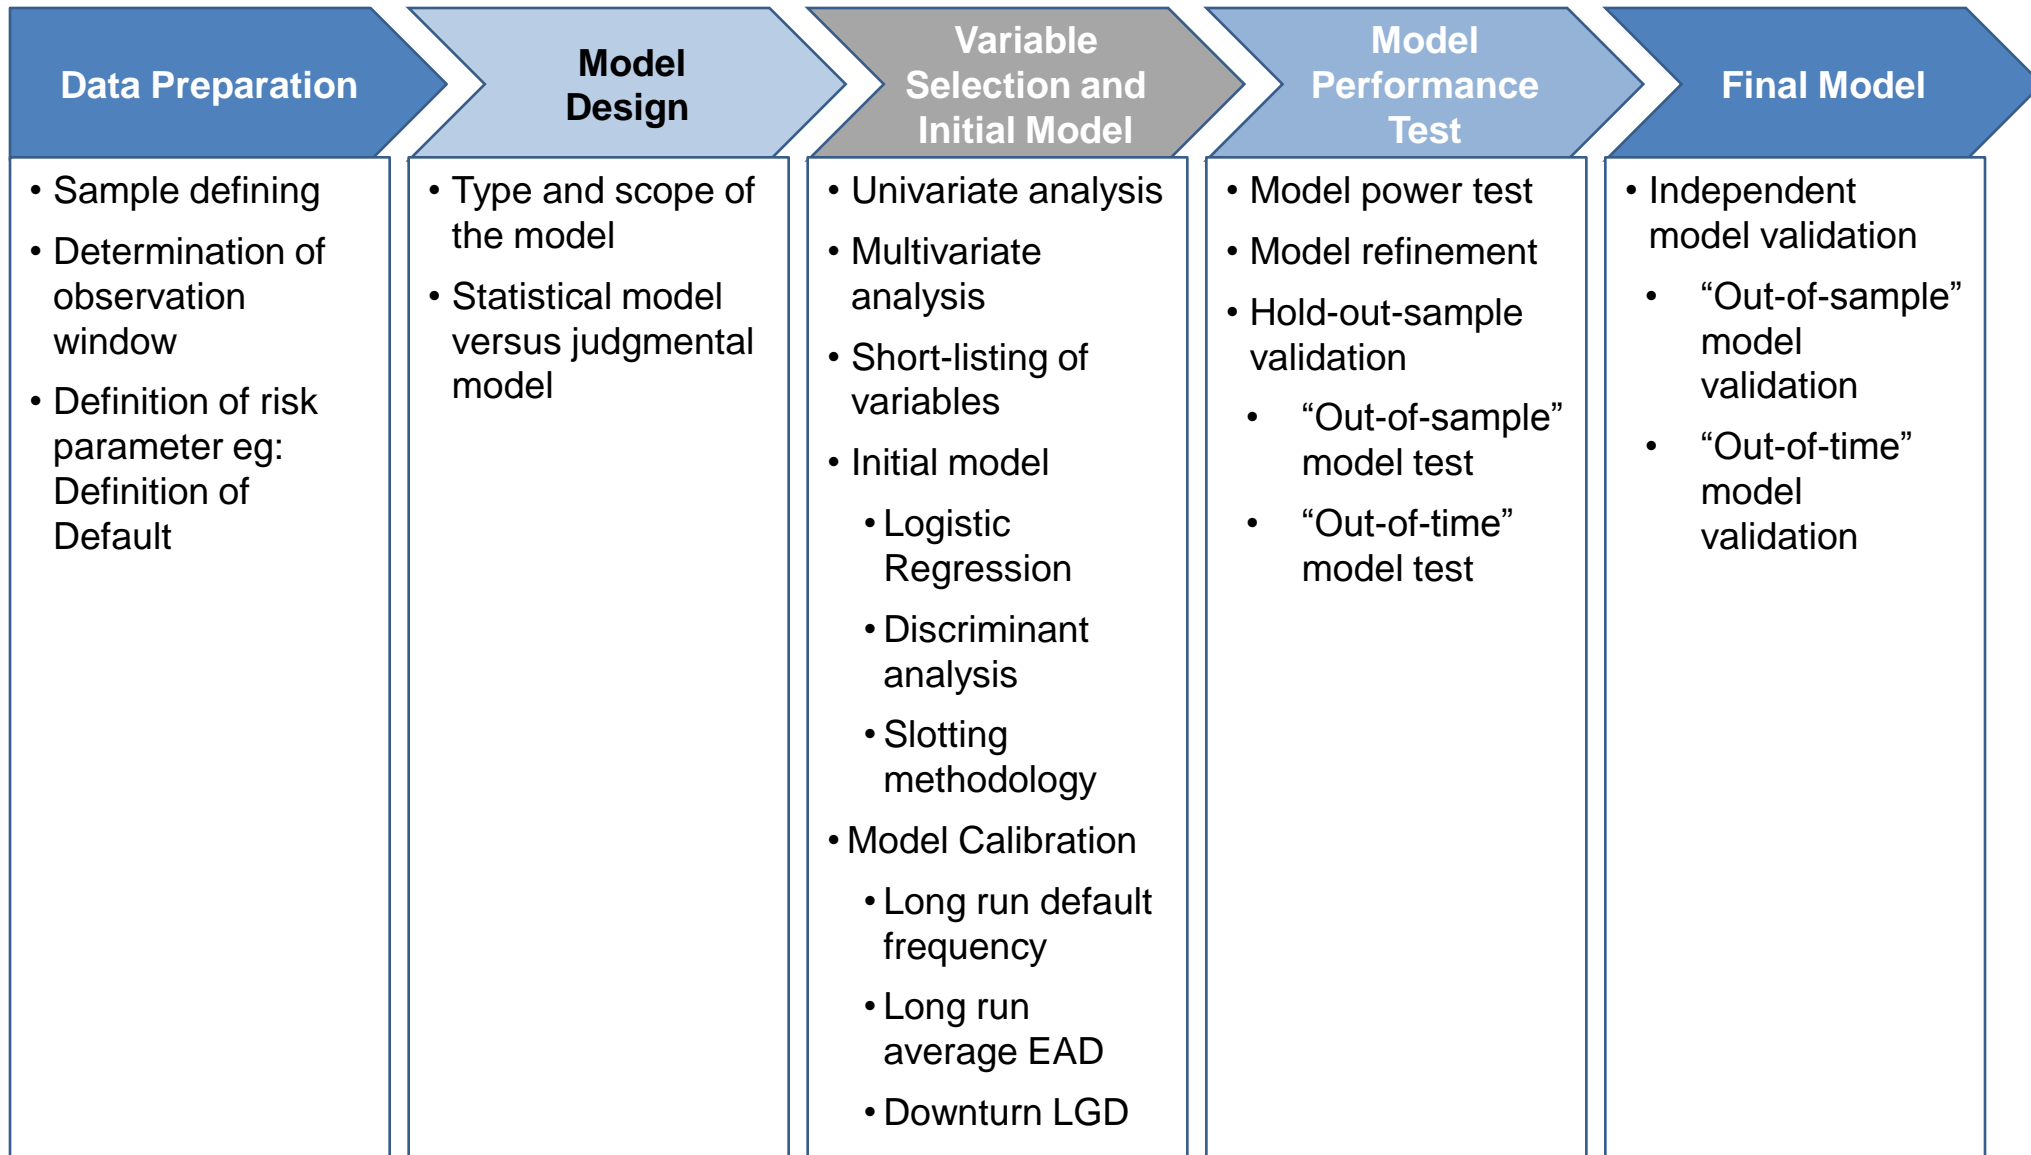 Data Preparation
Model
Design
Variable
Selection and
Initial Model
Model
Performance
Test
Final Model
• Sample defining
• Determination of
observation
window
• Definition of risk
parameter eg:
Definition of
Default
• Type and scope of
the model
• Statistical model
versus judgmental
model
• Univariate analysis
• Multivariate
analysis
• Short-listing of
variables
• Initial model
• Logistic
Regression
• Discriminant
analysis
• Slotting
methodology
• Model Calibration
• Long run default
frequency
• Long run
average EAD
• Downturn LGD
• Model power test
• Model refinement
• Hold-out-sample
validation
• “Out-of-sample”
model test
• “Out-of-time”
model test
• Independent
model validation
• “Out-of-sample”
model
validation
• “Out-of-time”
model
validation